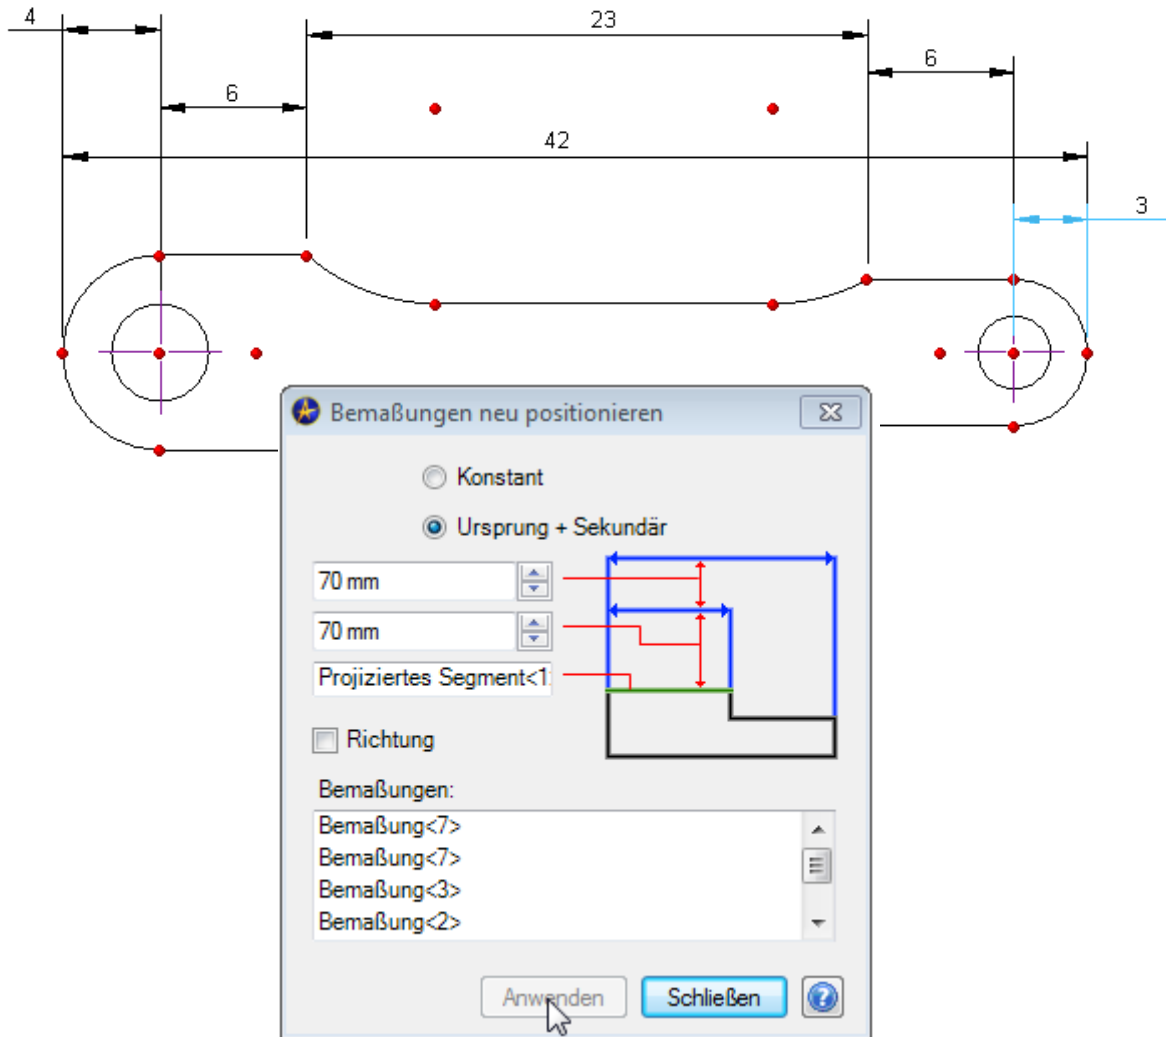 4
23
6
6
42
3
Bemaßungen neu positionieren
Konstant
Ursprung + Sekundär
70 mm
70 mm
Projiziertes Segment<1
Richtung
Bemaßungen:
Bemaßung<7>
Bemaßung<7>
Bemaßung<3>
Bemaßung<2>
Anwenden Schließen ?